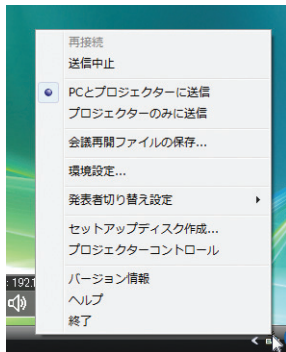 再接続
送信中止
PCとプロジェクターに送信
プロジェクターのみに送信
会議再開ファイルの保存...
環境設定...
発表者切り替え設定
セットアップディスク作成...
プロジェクターコントロール
バージョン情報
: 192.1
ヘルプ
終了